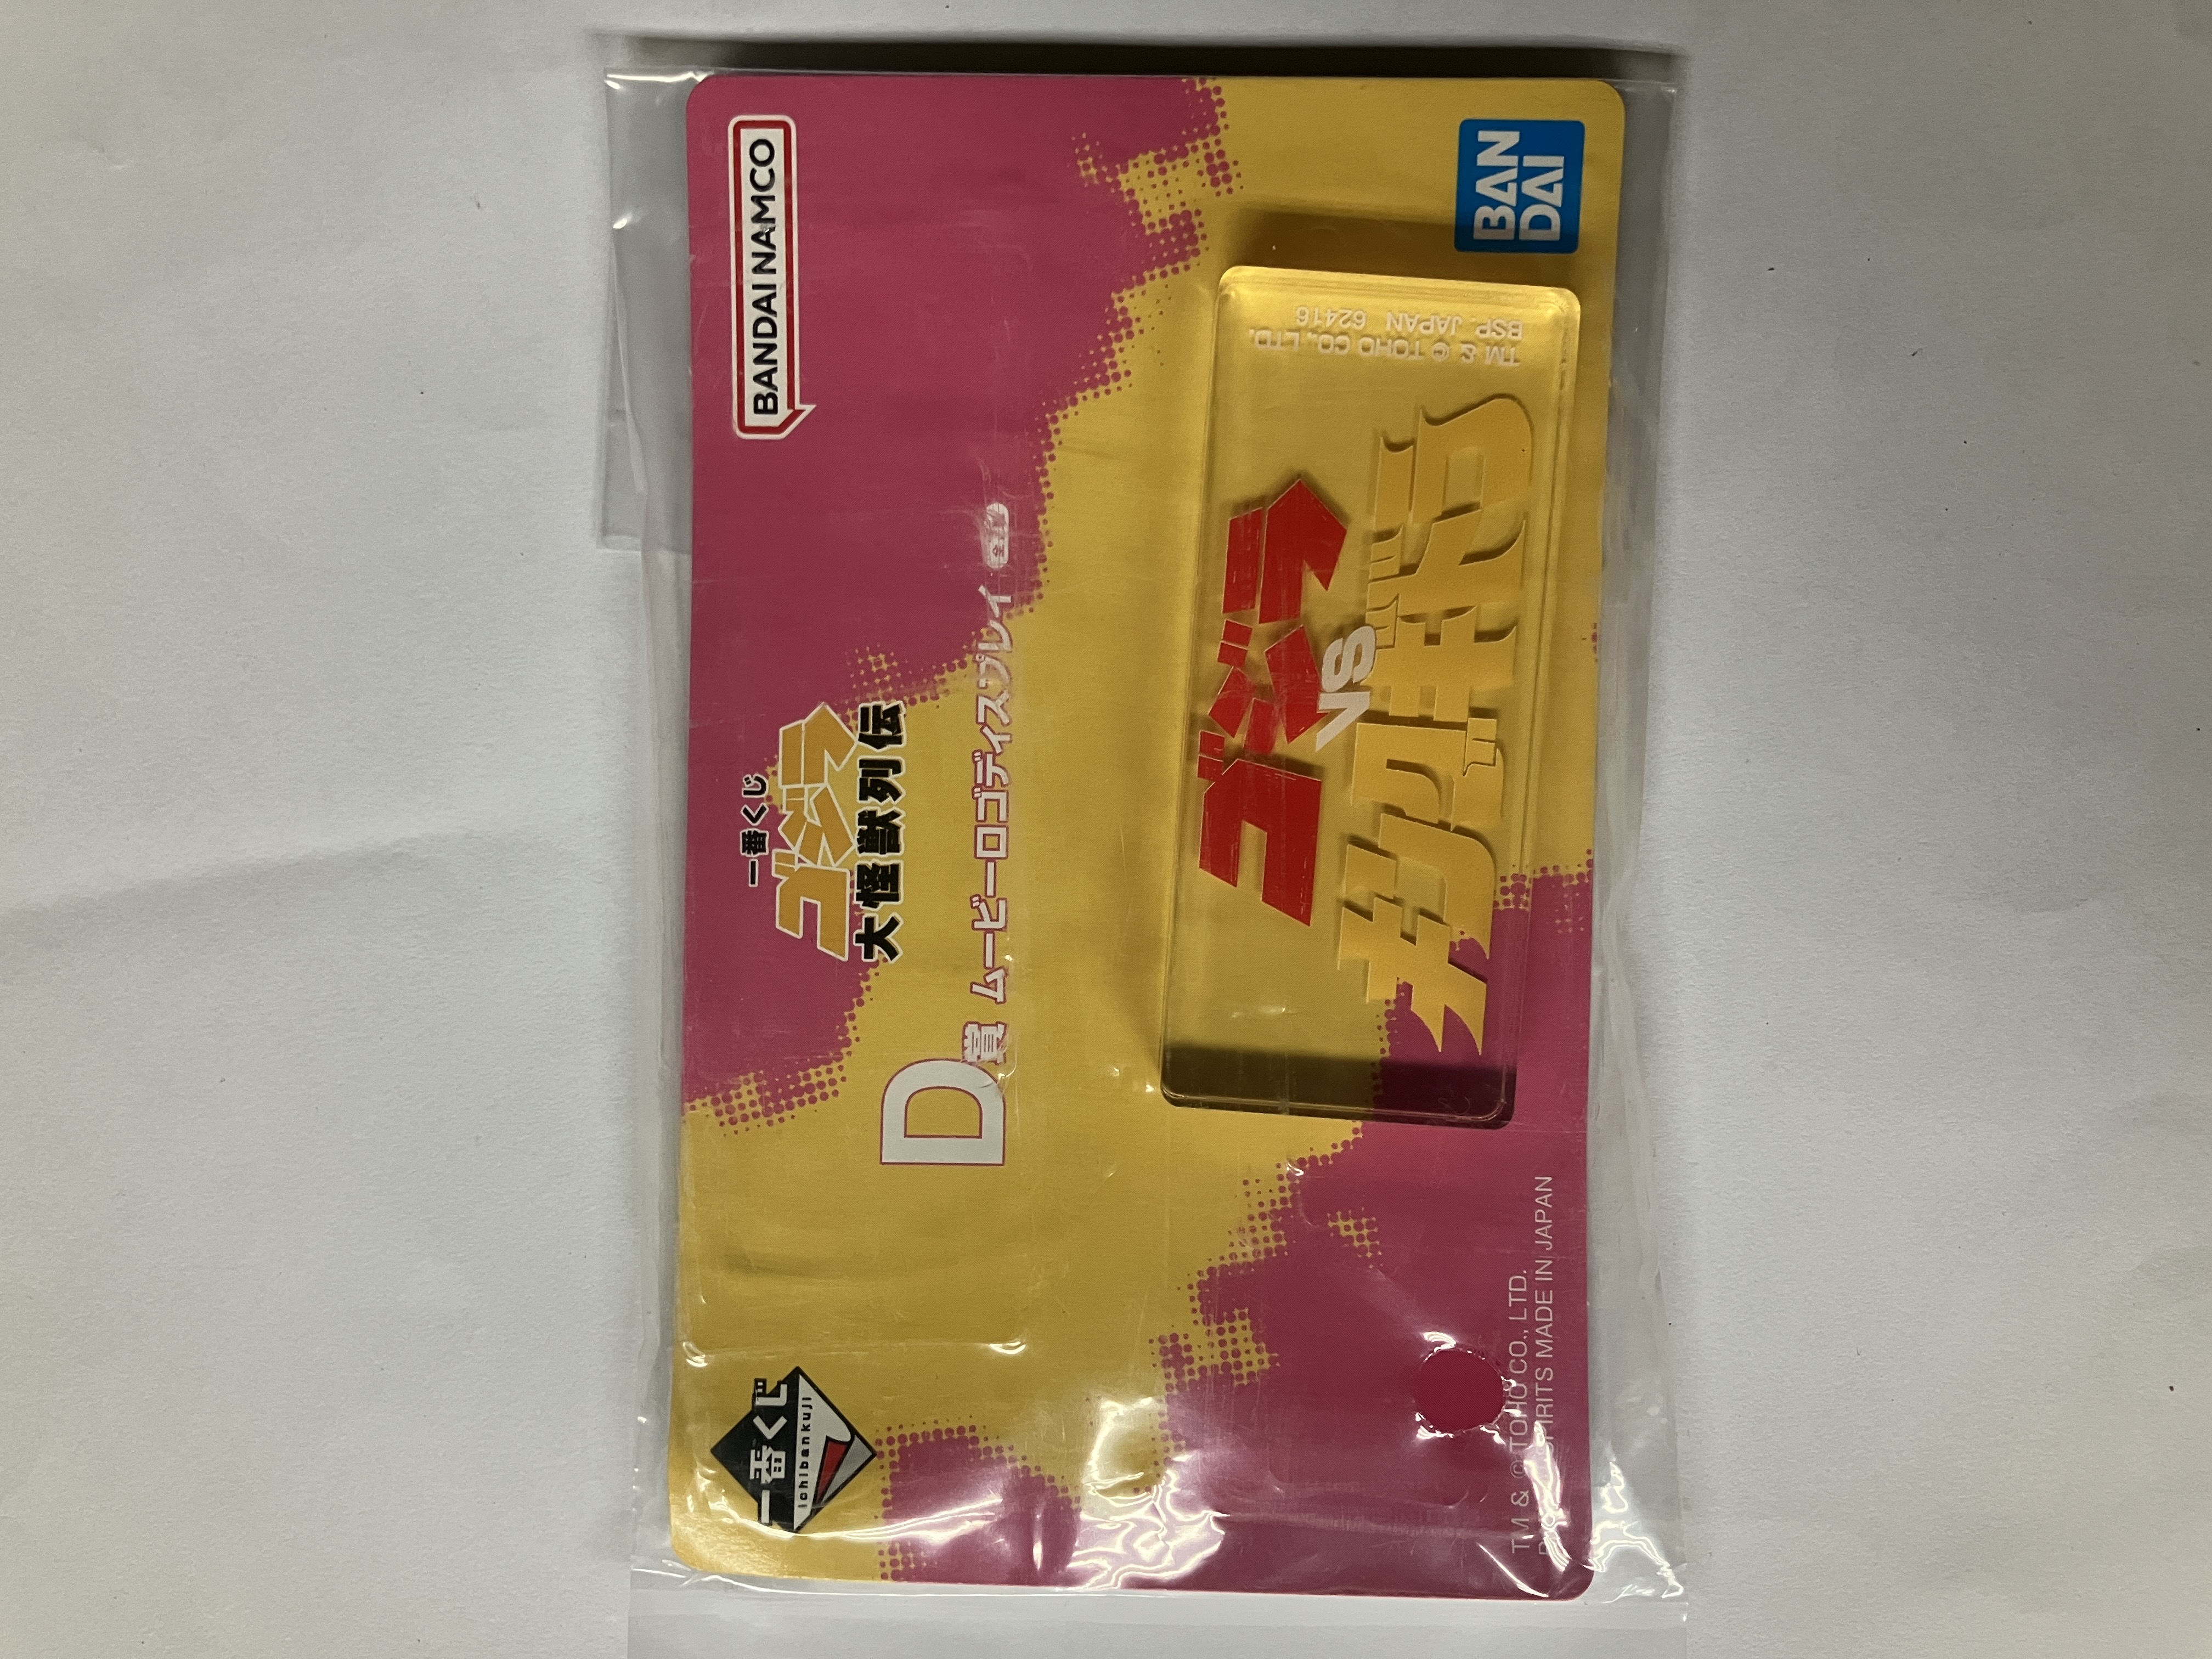 BANDAI NAMCO
BAN
DAI
一番くじ
ゴジラ
大怪獣列伝
D賞 ムービーロゴディスプレイ
TM & © TOHO CO., LTD.
BSP JAPAN 62416
ゴジラ
VS
キングギドラ
一番くじ
ichibankuji
TM & © TOHO CO., LTD.
SPIRITS MADE IN JAPAN